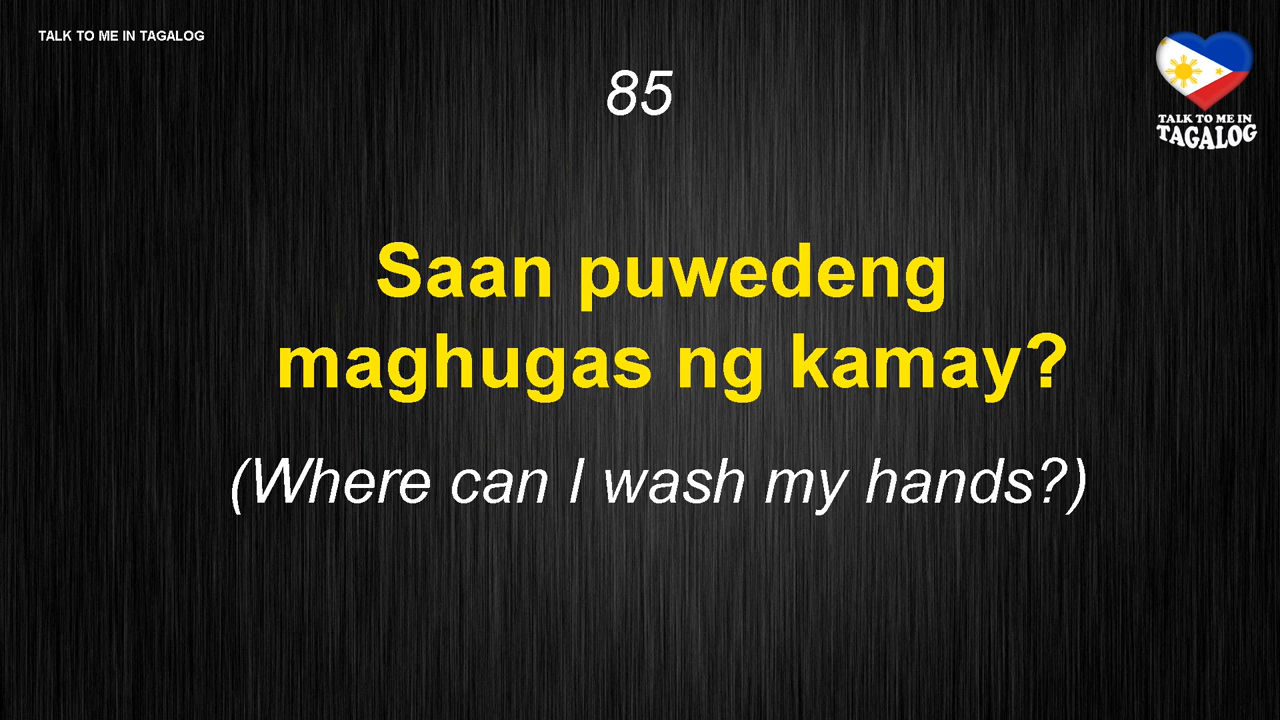 TALK TO ME IN TAGALOG
85
TALK TO ME IN
TAGALOG
Saan puwedeng
maghugas ng kamay?
(Where can I wash my hands?)